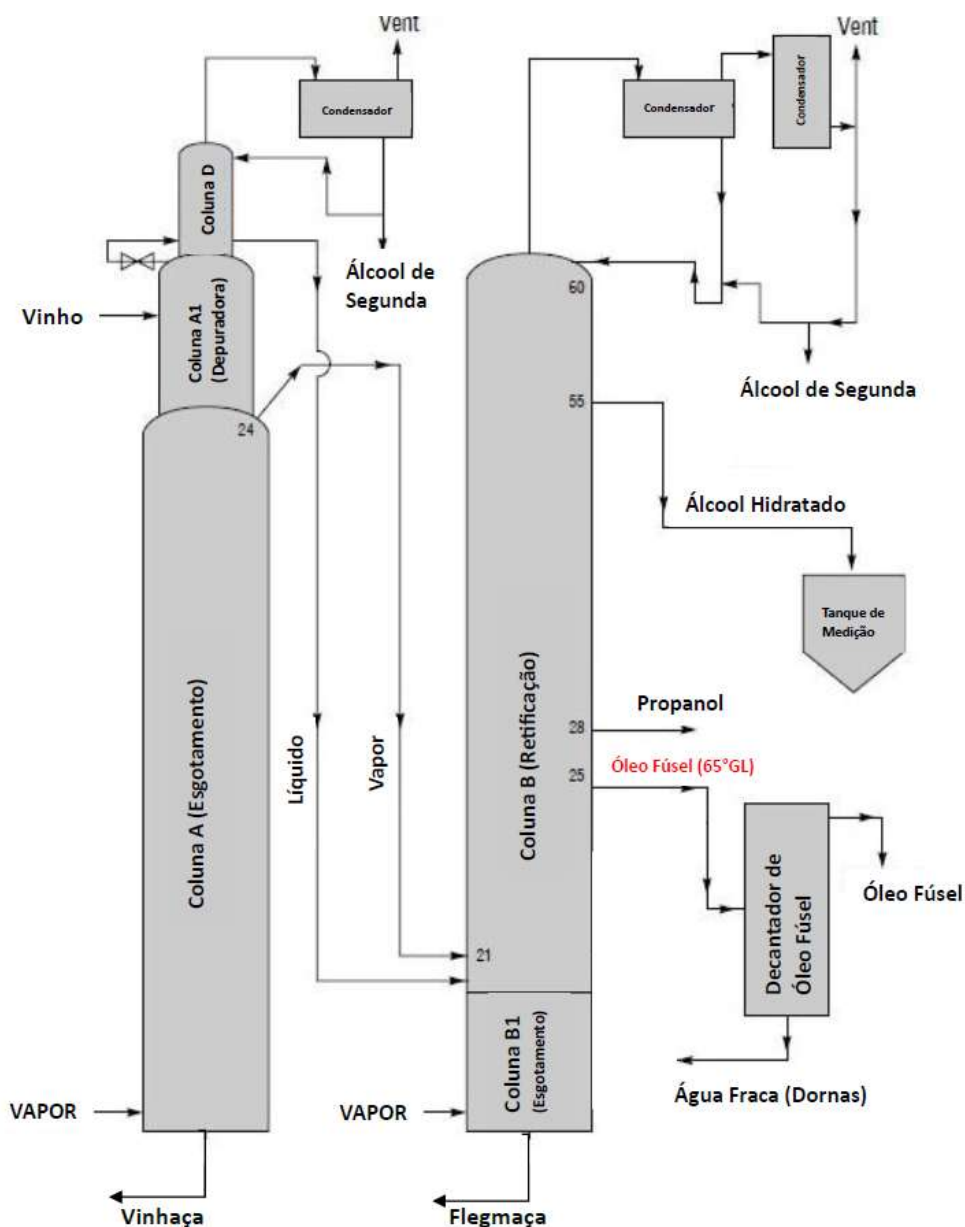 Vent
Vent
Condensador
Condensador
Condensador
Coluna D
Álcool de
Segunda
60
Vinho
Coluna A1
(Depuradora)
Álcool de Segunda
55
24
Álcool Hidratado
Tanque de
Medição
Coluna A (Esgotamento)
Líquido
Vapor
Coluna B (Retificação)
Propanol
28
Óleo Fúsel (65°GL)
25
Decantador de
Óleo Fúsel
Óleo Fúsel
21
Coluna B1
(Esgotamento)
Água Fraca (Dornas)
VAPOR
VAPOR
Vinhaça
Flegmaça